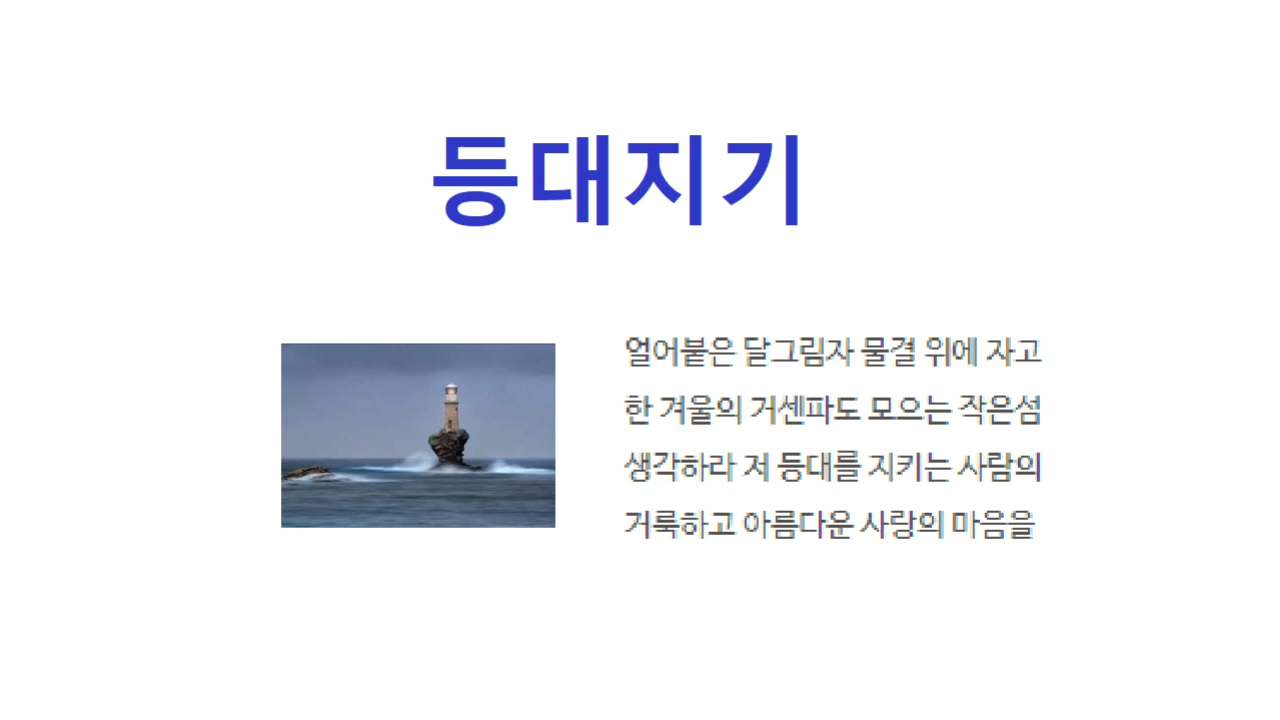 등대지기
얼어붙은 달그림자 물결 위에 자고
한 겨울의 거센파도 모으는 작은섬
생각하라 저 등대를 지키는 사람의
거룩하고 아름다운 사랑의 마음을